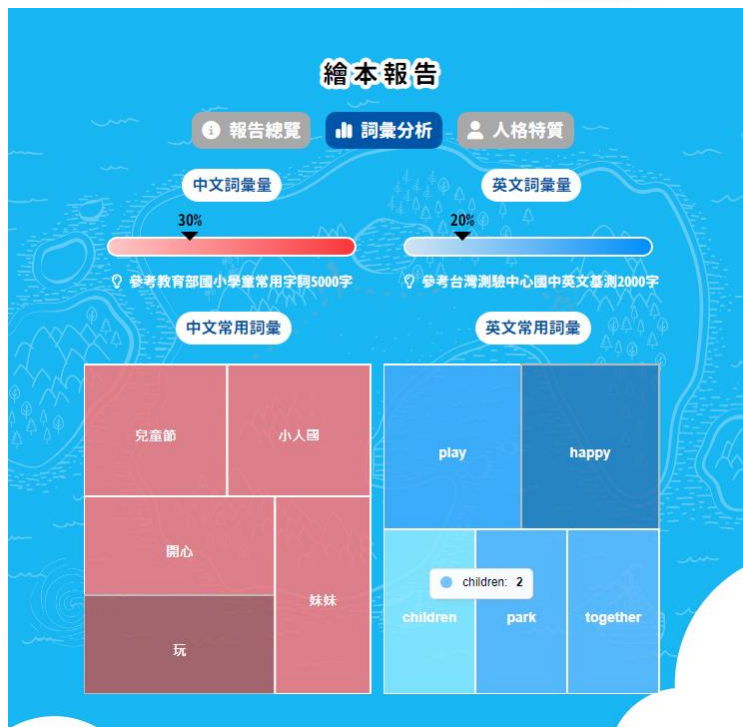 繪本報告
報告總覽 詞彙分析 人格特質
中文詞彙量 英文詞彙量
30% 20%
參考教育部國小學童常用字詞5000字 參考台灣測驗中心國中英文基測2000字
中文常用詞彙 英文常用詞彙
兒童節 小人國
play happy
開心
妹妹
玩
children: 2
children park together